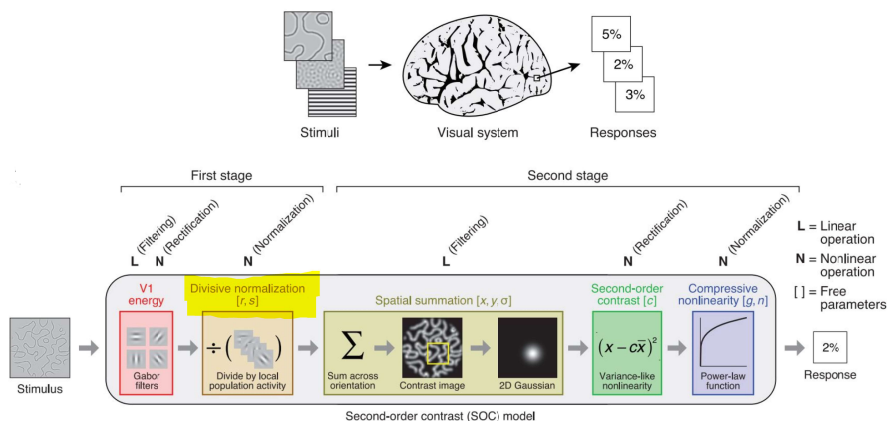 5%
2%
3%
Stimuli
Visual system
Responses
First stage
Second stage
(Filtering)
(Rectification)
(Normalization)
(Filtering)
(Rectification)
(Normalization)
L
N
N
L
N
N
L = Linear
operation
N = Nonlinear
operation
[ ] = Free
parameters
V1
energy
Gabor
filters
Divisive normalization
[r, s]
÷( )
Divide by local
population activity
Spatial summation [x, y, σ]
Σ
Sum across
orientation
Contrast image
2D Gaussian
Second-order
contrast [c]
(x − cx̄)²
Variance-like
nonlinearity
Compressive
nonlinearity [g, n]
Power-law
function
Stimulus
2%
Response
Second-order contrast (SOC) model